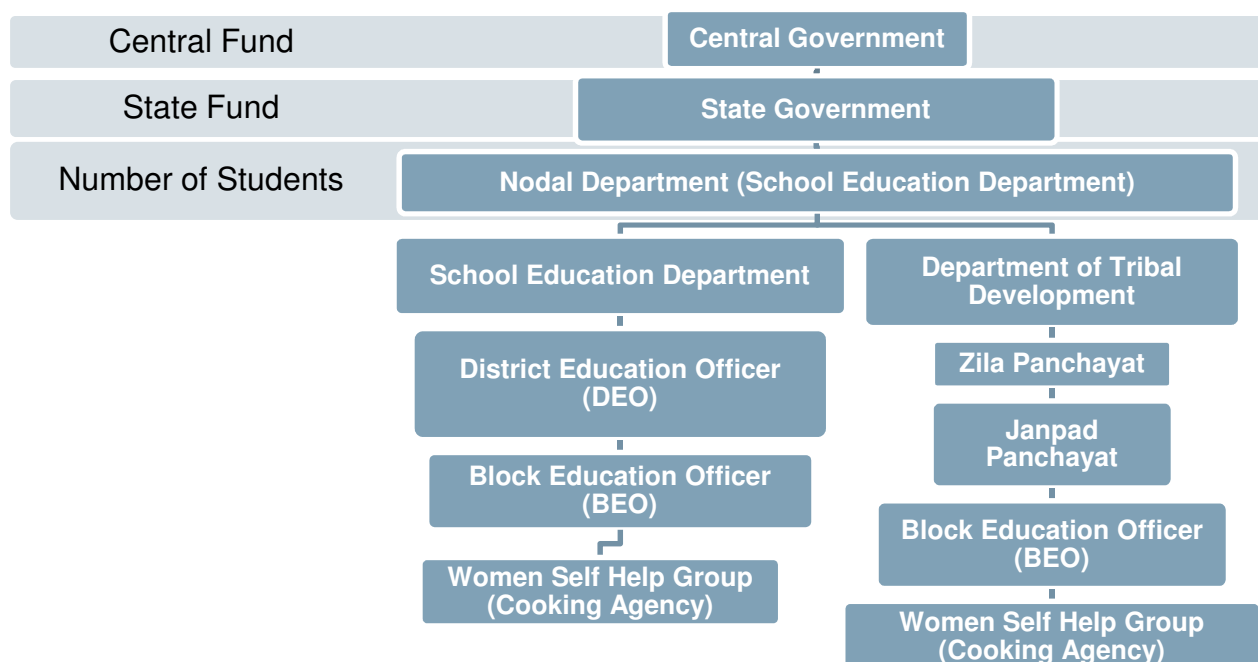 Central Fund
Central Government
State Fund
State Government
Number of Students
Nodal Department (School Education Department)
School Education Department
District Education Officer
(DEO)
Block Education Officer
(BEO)
Women Self Help Group
(Cooking Agency)
Department of Tribal
Development
Zila Panchayat
Janpad
Panchayat
Block Education Officer
(BEO)
Women Self Help Group
(Cooking Agency)